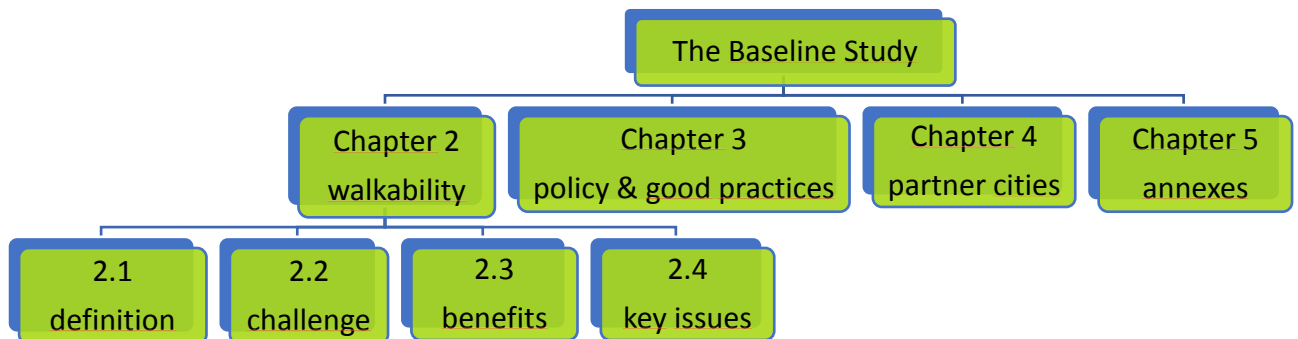 The Baseline Study
Chapter 2
walkability
Chapter 3
policy & good practices
Chapter 4
partner cities
Chapter 5
annexes
2.1
definition
2.2
challenge
2.3
benefits
2.4
key issues